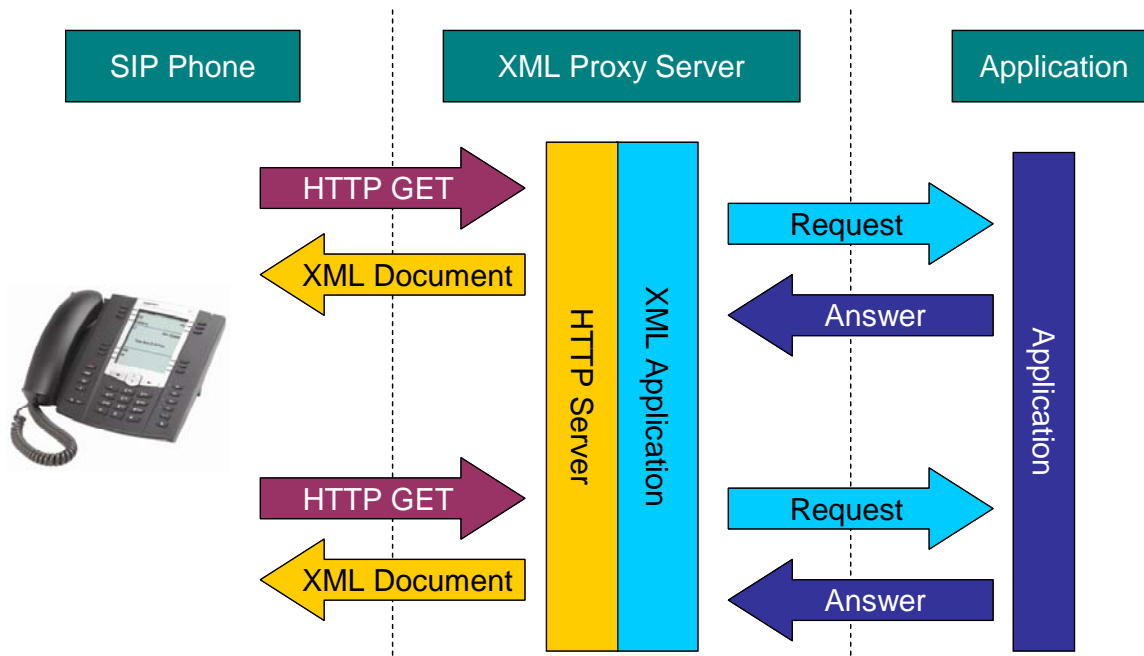 SIP Phone
XML Proxy Server
Application
HTTP GET
XML Document
Request
Answer
HTTP Server
XML Application
Application
HTTP GET
XML Document
Request
Answer